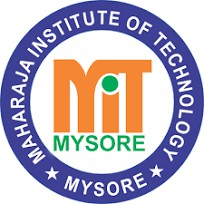 MAHARAJA INSTITUTE OF TECHNOLOGY
MiT
MYSORE
★ MYSORE ★